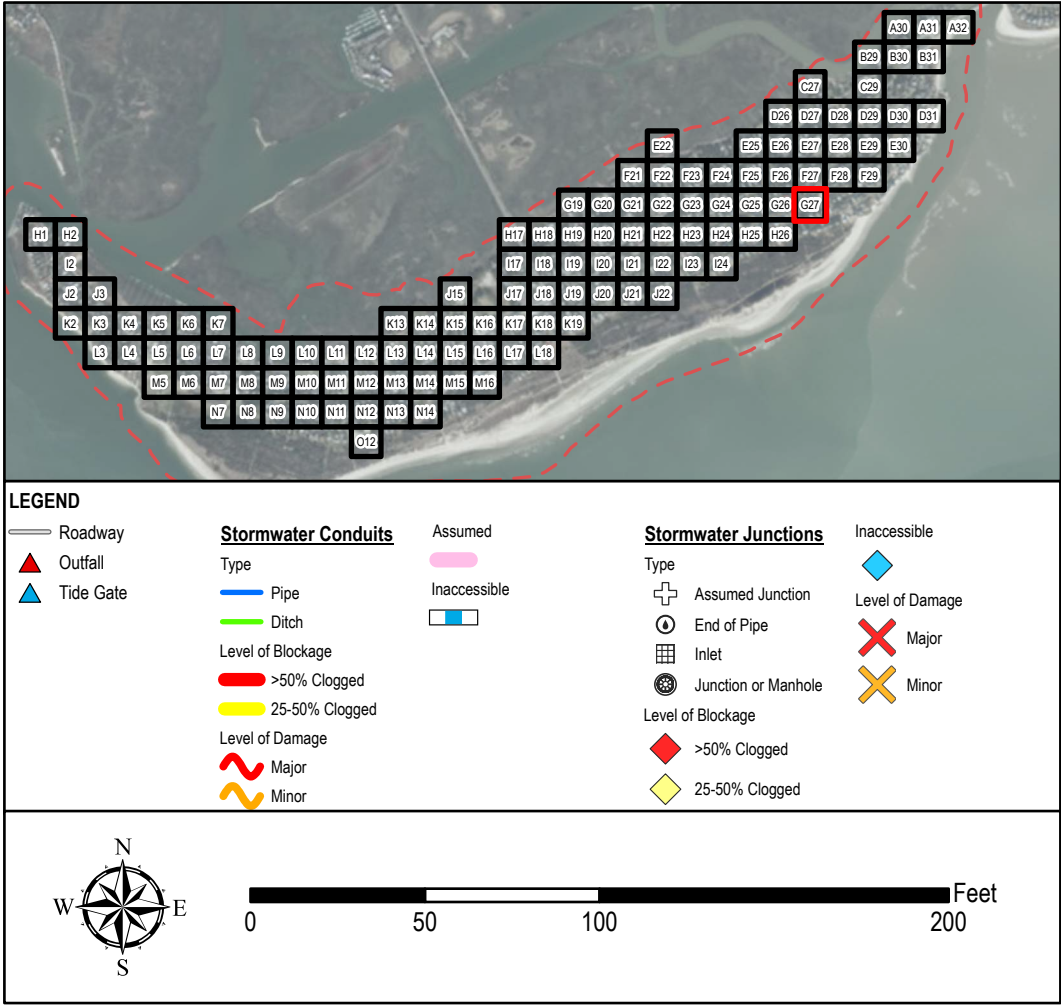 A30 A31 A32
B29 B30 B31
C27 C29
D26 D27 D28 D29 D30 D31
E22 E25 E26 E27 E28 E29 E30
F21 F22 F23 F24 F25 F26 F27 F28 F29
G19 G20 G21 G22 G23 G24 G25 G26 G27
H1 H2 H17 H18 H19 H20 H21 H22 H23 H24 H25 H26
I2 I17 I18 I19 I20 I21 I22 I23 I24
J2 J3 J15 J17 J18 J19 J20 J21 J22
K2 K3 K4 K5 K6 K7 K13 K14 K15 K16 K17 K18 K19
L3 L4 L5 L6 L7 L8 L9 L10 L11 L12 L13 L14 L15 L16 L17 L18
M5 M6 M7 M8 M9 M10 M11 M12 M13 M14 M15 M16
N7 N8 N9 N10 N11 N12 N13 N14
O12
LEGEND
Roadway
Outfall
Tide Gate
Stormwater Conduits
Type
Pipe
Ditch
Level of Blockage
>50% Clogged
25-50% Clogged
Level of Damage
Major
Minor
Assumed
Inaccessible
Stormwater Junctions
Type
Assumed Junction
End of Pipe
Inlet
Junction or Manhole
Level of Blockage
>50% Clogged
25-50% Clogged
Inaccessible
Level of Damage
Major
Minor
N
W E
S
Feet
0 50 100 200